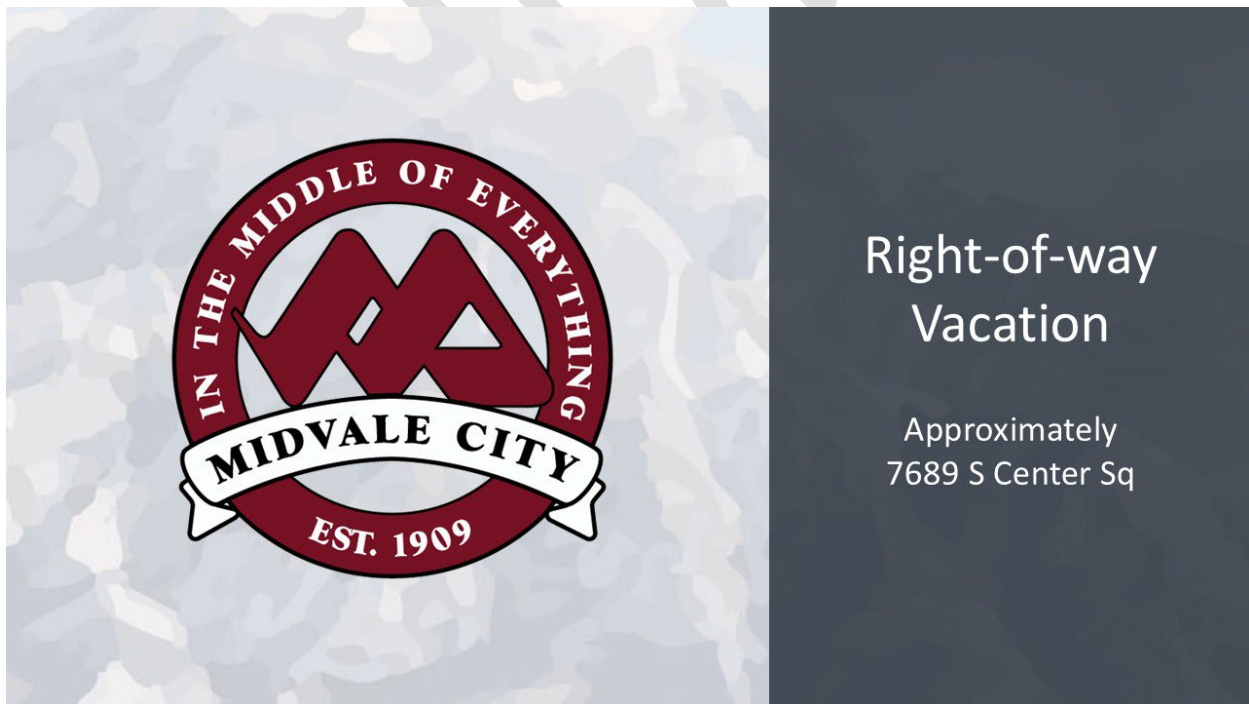 IN THE MIDDLE OF EVERYTHING
MIDVALE CITY
EST. 1909
Right-of-way
Vacation
Approximately
7689 S Center Sq